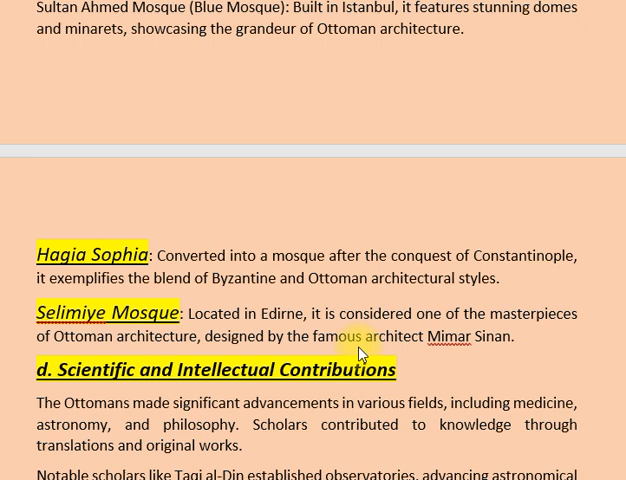 Sultan Ahmed Mosque (Blue Mosque): Built in Istanbul, it features stunning domes
and minarets, showcasing the grandeur of Ottoman architecture.
Hagia Sophia: Converted into a mosque after the conquest of Constantinople,
it exemplifies the blend of Byzantine and Ottoman architectural styles.
Selimiye Mosque: Located in Edirne, it is considered one of the masterpieces
of Ottoman architecture, designed by the famous architect Mimar Sinan.
d. Scientific and Intellectual Contributions
The Ottomans made significant advancements in various fields, including medicine,
astronomy, and philosophy. Scholars contributed to knowledge through
translations and original works.
Notable scholars like Taqi al-Din established observatories, advancing astronomical